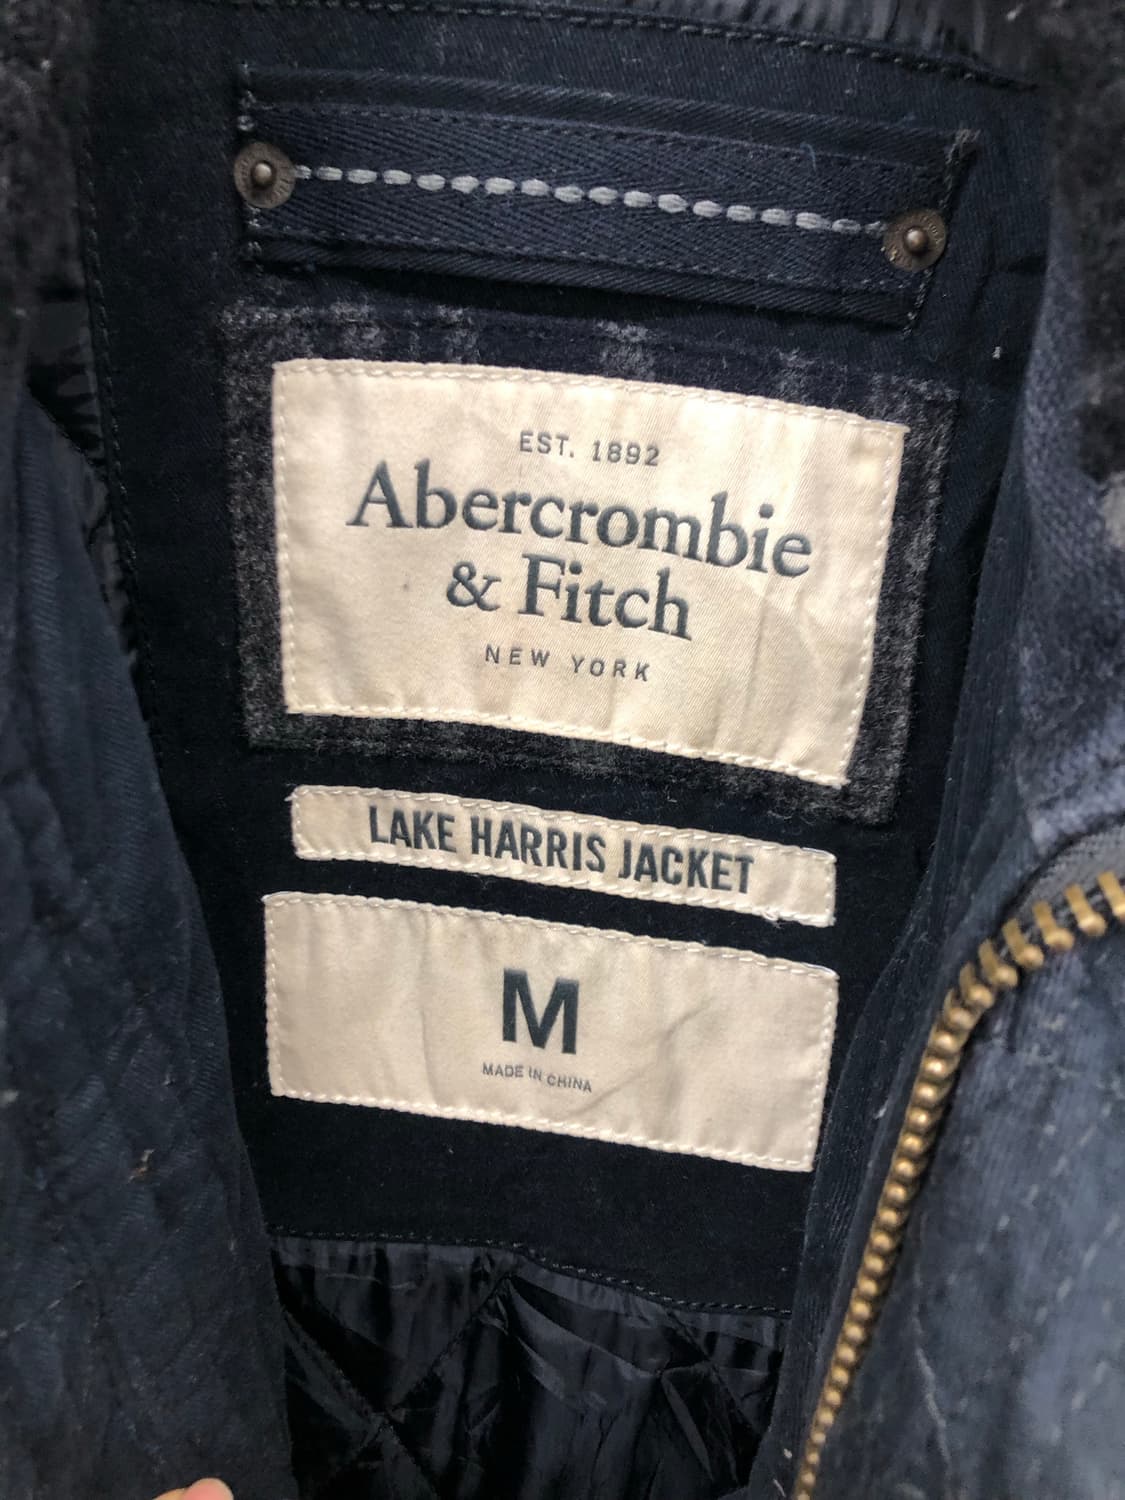 EST. 1892
Abercrombie
& Fitch
NEW YORK
LAKE HARRIS JACKET
M
MADE IN CHINA